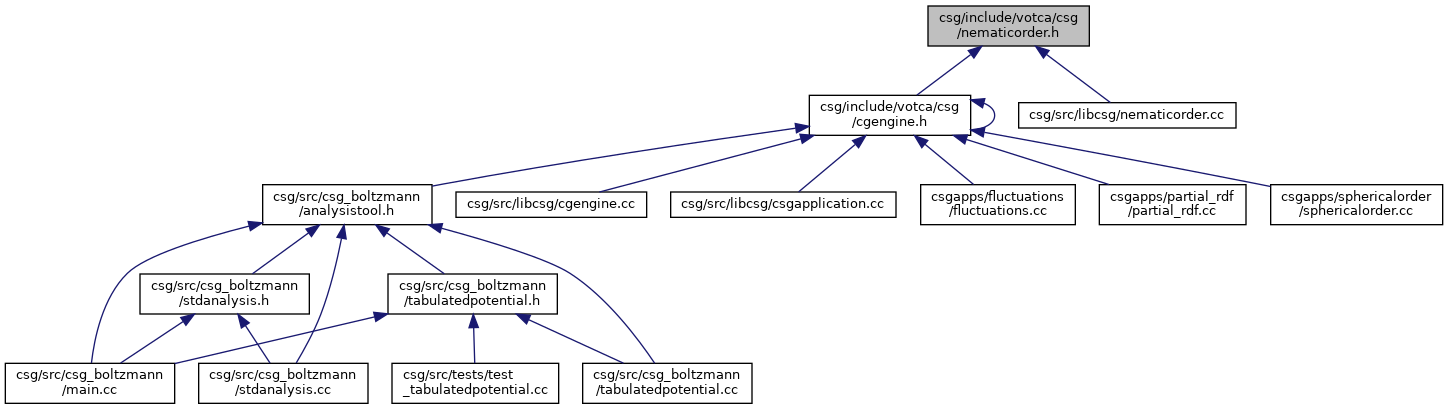 csg/include/votca/csg
/nematicorder.h
csg/include/votca/csg
/cgengine.h
csg/src/libcsg/nematicorder.cc
csg/src/csg_boltzmann
/analysistool.h
csg/src/libcsg/cgengine.cc
csg/src/libcsg/csgapplication.cc
csgapps/fluctuations
/fluctuations.cc
csgapps/partial_rdf
/partial_rdf.cc
csgapps/sphericalorder
/sphericalorder.cc
csg/src/csg_boltzmann
/stdanalysis.h
csg/src/csg_boltzmann
/tabulatedpotential.h
csg/src/csg_boltzmann
/main.cc
csg/src/csg_boltzmann
/stdanalysis.cc
csg/src/tests/test
_tabulatedpotential.cc
csg/src/csg_boltzmann
/tabulatedpotential.cc